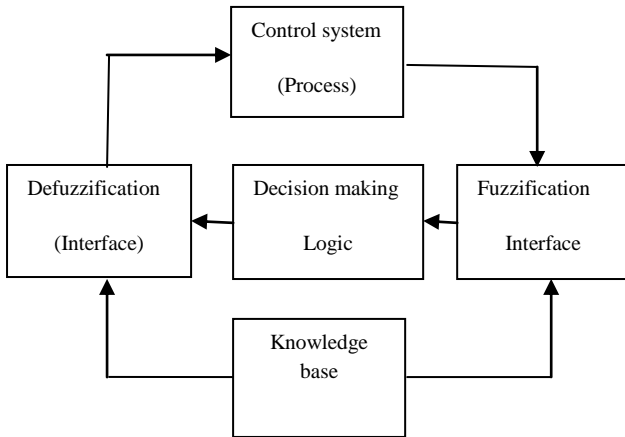 Control system
(Process)
Defuzzification
(Interface)
Decision making
Logic
Fuzzification
Interface
Knowledge
base